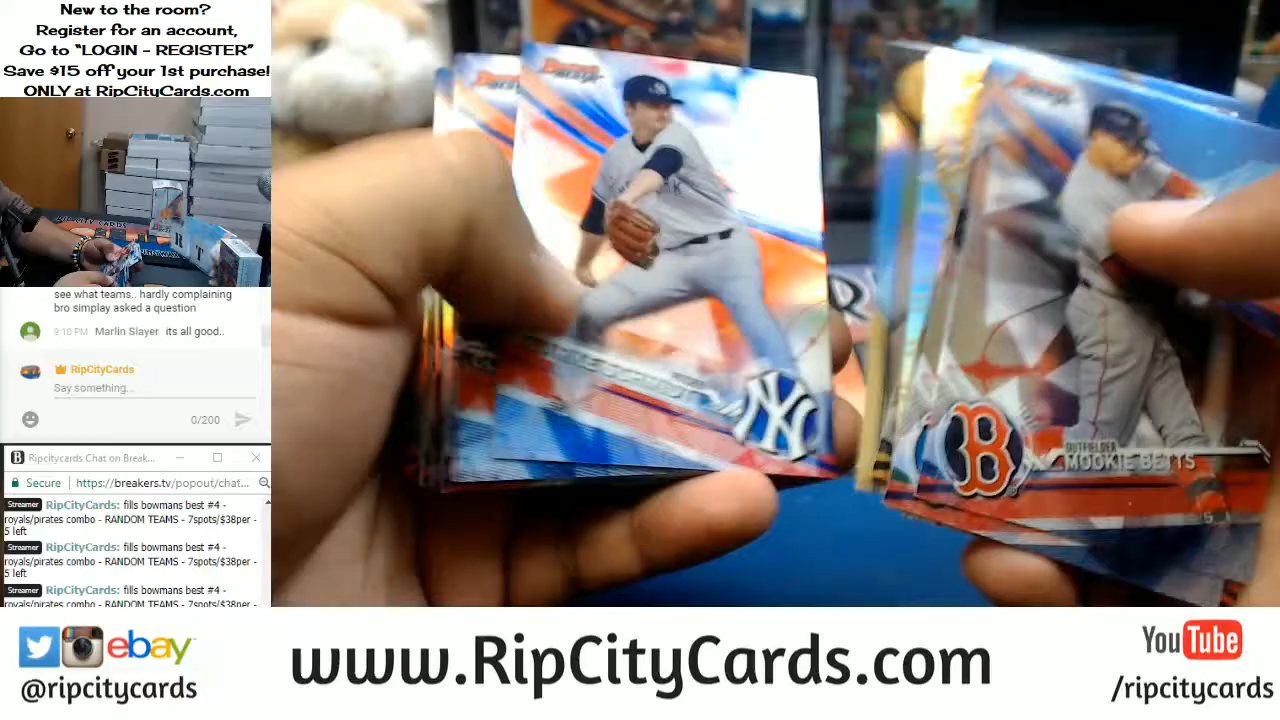 New to the room?
Register for an account,
Go to “LOGIN - REGISTER”
Save $15 off your 1st purchase!
ONLY at RipCityCards.com
see what teams.. hardly complaining
bro simplay asked a question
9:10 PM Marlin Slayer its all good..
RipCityCards
Say something...
0/200
Ripcitycards Chat on Break...
Secure https://breakers.tv/popout/chat...
Streamer RipCityCards: fills bowmans best #4 -
royals/pirates combo - RANDOM TEAMS - 7spots/$38per -
5 left
Streamer RipCityCards: fills bowmans best #4 -
royals/pirates combo - RANDOM TEAMS - 7spots/$38per -
5 left
Streamer RipCityCards: fills bowmans best #4 -
royals/pirates combo - RANDOM TEAMS - 7spots/$38per -
RIP CITY CARDS
NY
B
OUTFIELDER
MOOKIE BETTS
ebay
@ripcitycards
www.RipCityCards.com
YouTube
/ripcitycards